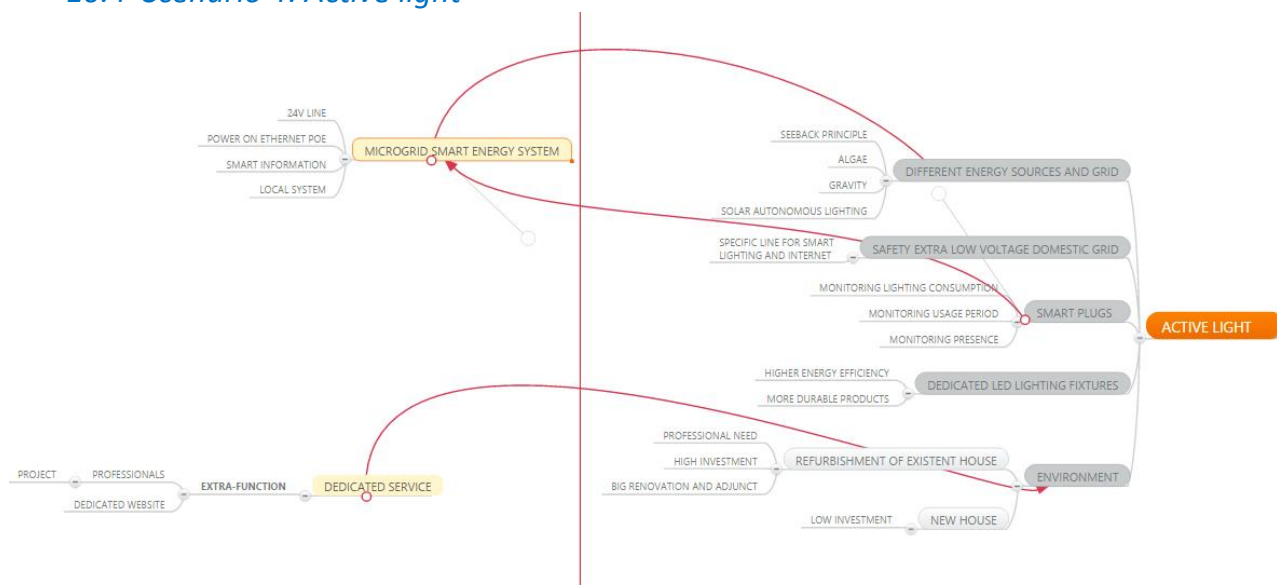 Scenario 4: Active light
24V LINE
POWER ON ETHERNET POE
SMART INFORMATION
LOCAL SYSTEM
MICROGRID SMART ENERGY SYSTEM
SEEBACK PRINCIPLE
ALGAE
GRAVITY
SOLAR AUTONOMOUS LIGHTING
DIFFERENT ENERGY SOURCES AND GRID
SPECIFIC LINE FOR SMART
LIGHTING AND INTERNET
SAFETY EXTRA LOW VOLTAGE DOMESTIC GRID
MONITORING LIGHTING CONSUMPTION
MONITORING USAGE PERIOD
MONITORING PRESENCE
SMART PLUGS
ACTIVE LIGHT
HIGHER ENERGY EFFICIENCY
MORE DURABLE PRODUCTS
DEDICATED LED LIGHTING FIXTURES
PROFESSIONAL NEED
HIGH INVESTMENT
BIG RENOVATION AND ADJUNCT
REFURBISHMENT OF EXISTENT HOUSE
ENVIRONMENT
LOW INVESTMENT
NEW HOUSE
PROJECT
PROFESSIONALS
DEDICATED WEBSITE
EXTRA-FUNCTION
DEDICATED SERVICE